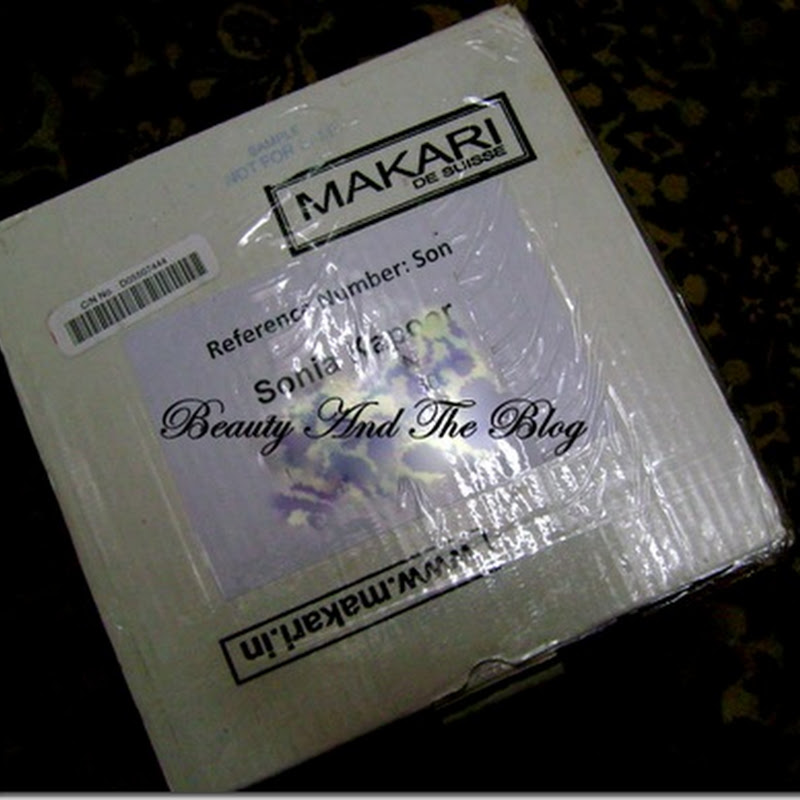 SAMPLE
NOT FOR
MAKARI
DE SUISSE
C/N No. D05507444
Reference Number: Son
Sonia Kapoor
Beauty And The Blog
www.makari.in